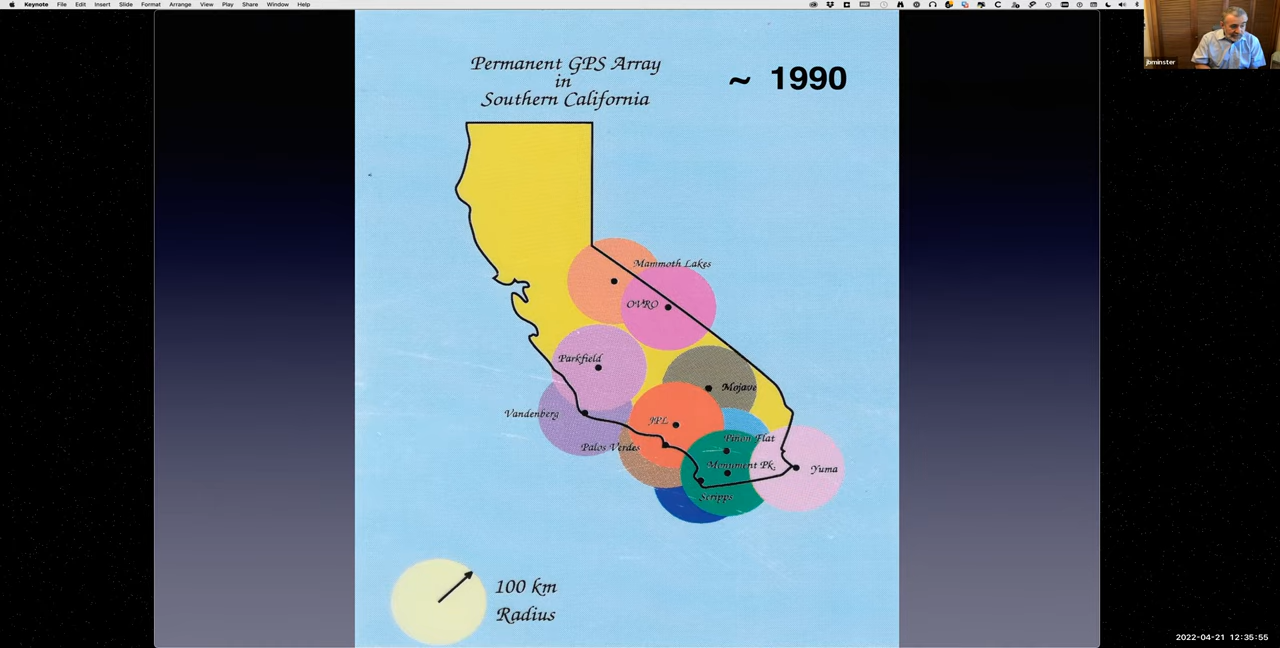 Keynote File Edit Insert Slide Format Arrange View Play Share Window Help
jbminster
Permanent GPS Array
in
Southern California
~ 1990
Mammoth Lakes
OVRO
Parkfield
Mojave
Vandenberg
JPL
Pinon Flat
Palos Verdes
Monument Pk.
Yuma
Scripps
100 km
Radius
2022-04-21 12:35:55